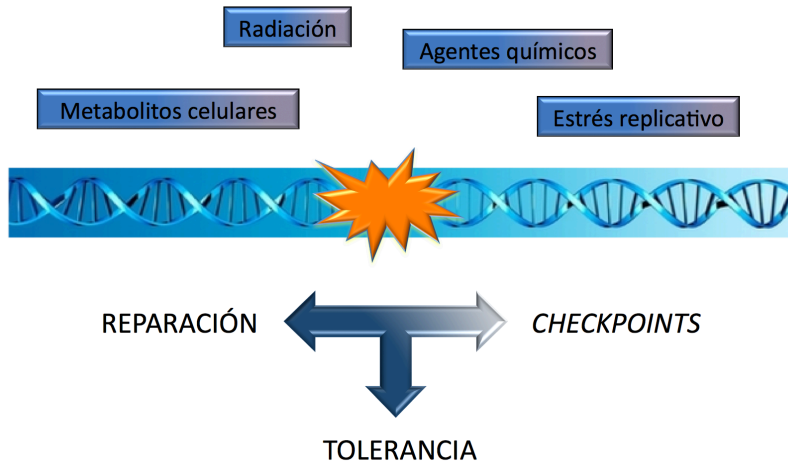 Radiación
Agentes químicos
Metabolitos celulares
Estrés replicativo
REPARACIÓN
CHECKPOINTS
TOLERANCIA